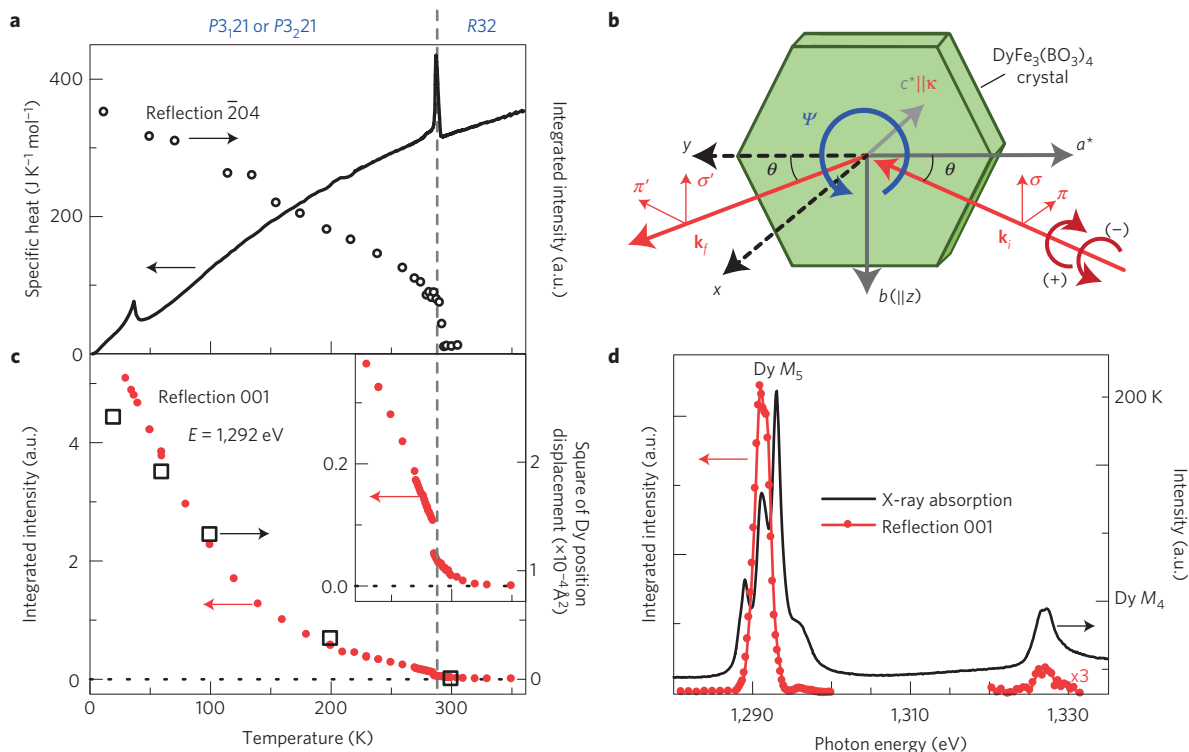 a
P3₁21 or P3₂21
R32
400
200
0
Specific heat (J K⁻¹ mol⁻¹)
Reflection 2̅04
Integrated intensity (a.u.)
b
DyFe₃(BO₃)₄
crystal
c*||κ
Ψ
y
a*
θ
θ
π′
σ′
σ
π
k_f
k_i
(−)
(+)
x
b(||z)
c
Reflection 001
E = 1,292 eV
4
2
0
Integrated intensity (a.u.)
0.2
0.0
2
1
0
Square of Dy position
displacement (×10⁻⁴Å²)
0
100
200
300
Temperature (K)
d
Dy M₅
200 K
X-ray absorption
Reflection 001
Dy M₄
x3
Integrated intensity (a.u.)
Intensity
(a.u.)
1,290
1,310
1,330
Photon energy (eV)